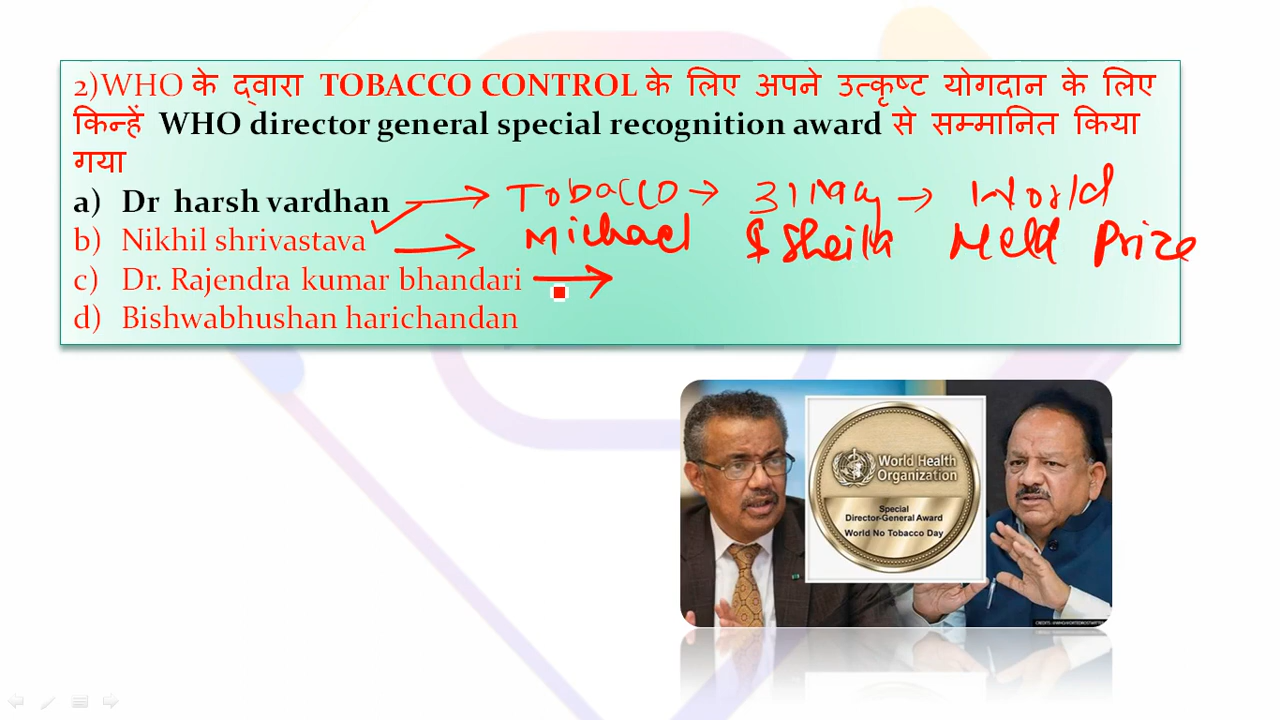 2)WHO के द्वारा TOBACCO CONTROL के लिए अपने उत्कृष्ट योगदान के लिए
किन्हें WHO director general special recognition award से सम्मानित किया
गया
a) Dr harsh vardhan → Tobacco → 31 May → World
b) Nikhil shrivastava → Michael & Sheila Held Prize
c) Dr. Rajendra kumar bhandari →
d) Bishwabhushan harichandan
World Health
Organization
Special
Director-General Award
World No Tobacco Day